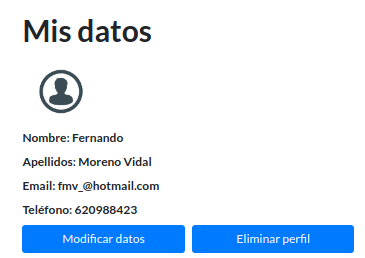 Mis datos
Nombre: Fernando
Apellidos: Moreno Vidal
Email: fmv_@hotmail.com
Teléfono: 620988423
Modificar datos
Eliminar perfil